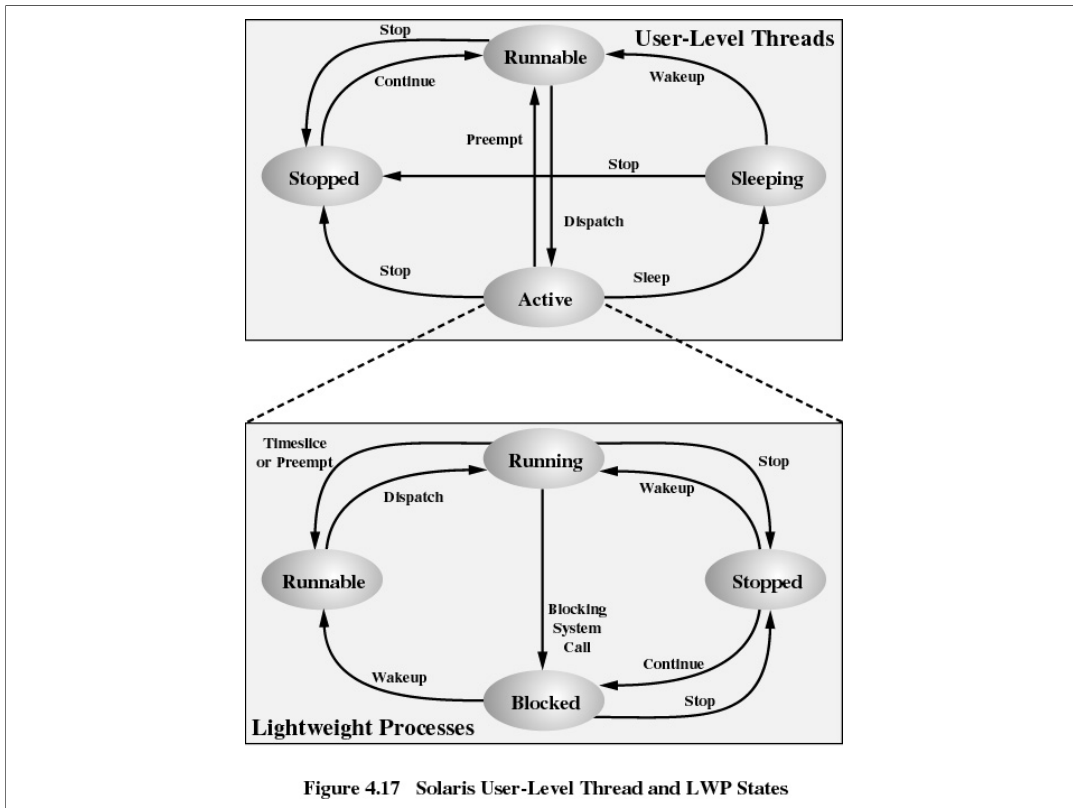 Stop
Runnable
User-Level Threads
Continue
Wakeup
Preempt
Stop
Stopped
Sleeping
Dispatch
Stop
Sleep
Active
Timeslice
or Preempt
Running
Stop
Wakeup
Dispatch
Runnable
Stopped
Blocking
System
Call
Continue
Wakeup
Stop
Blocked
Lightweight Processes
Figure 4.17 Solaris User-Level Thread and LWP States